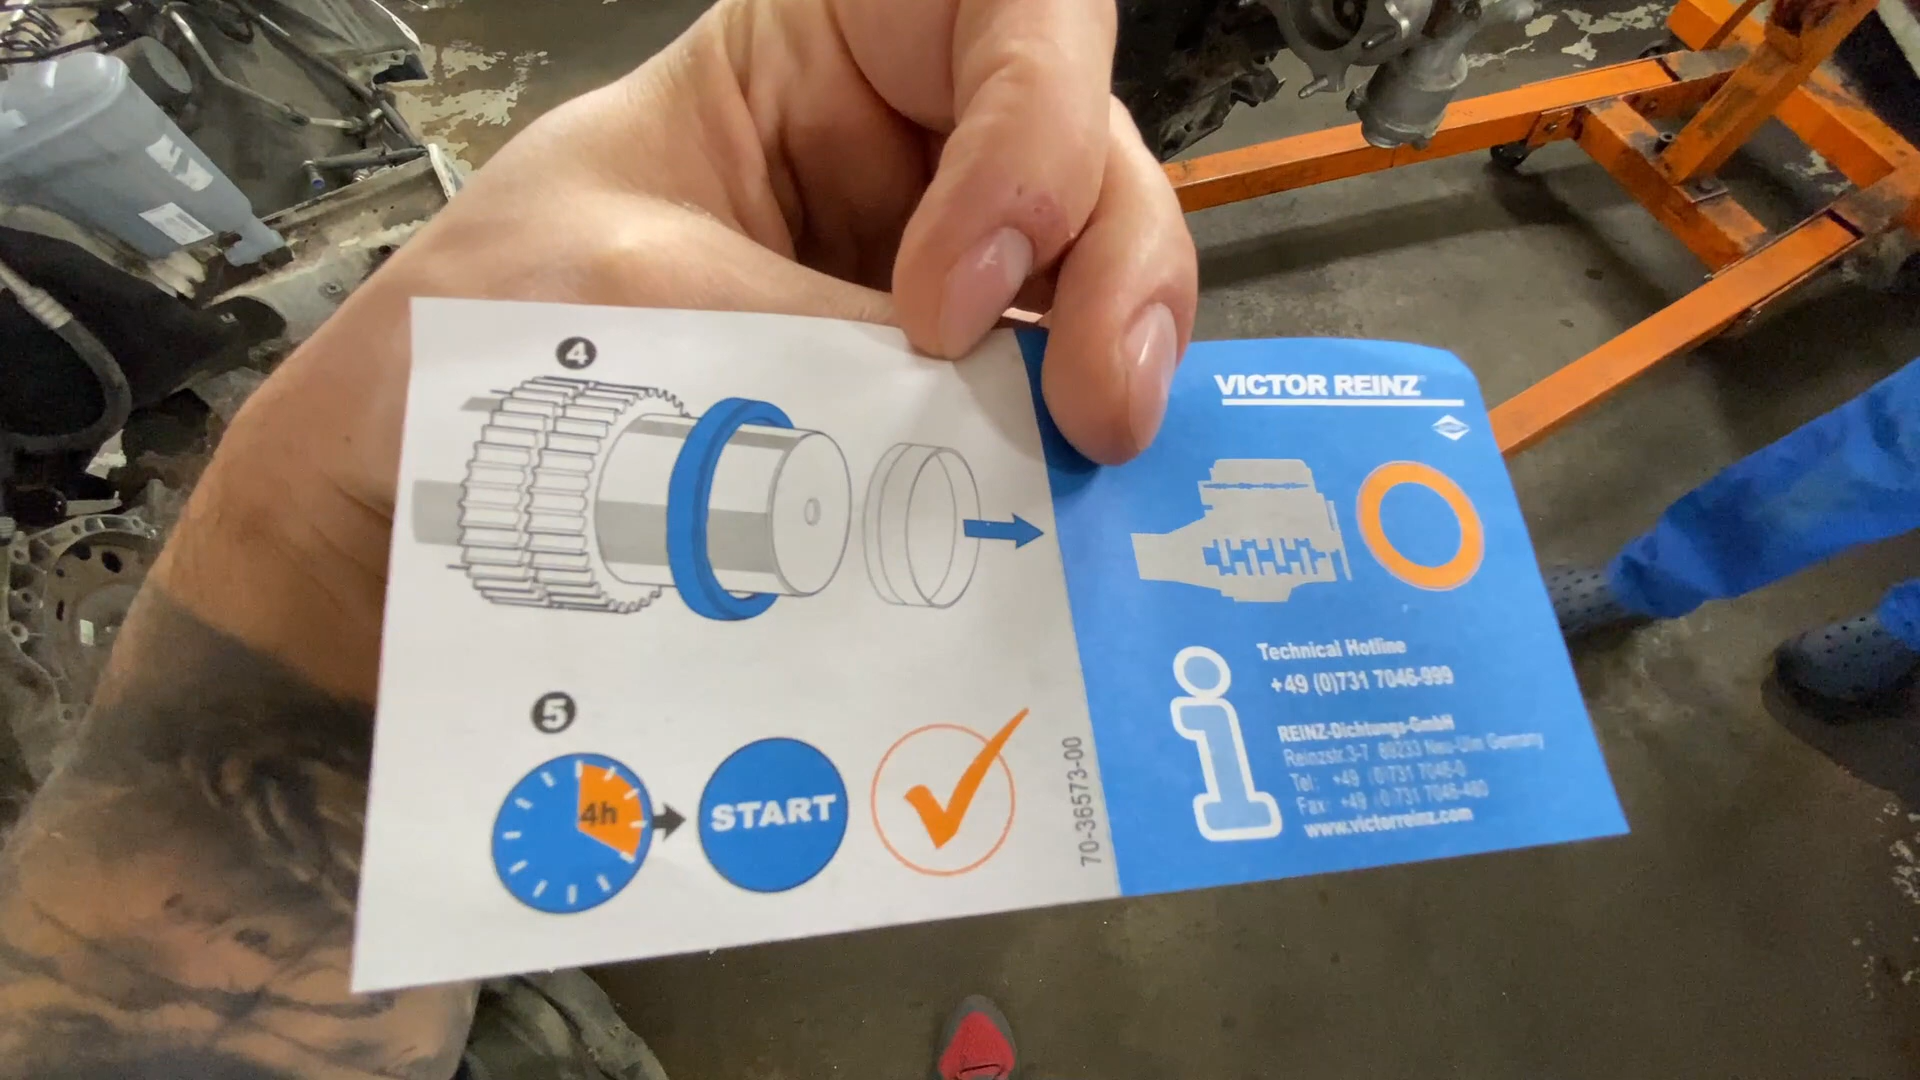 4
5
4h
START
70-36573-00
VICTOR REINZ
Technical Hotline
+49 (0)731 7046-999
REINZ-Dichtungs-GmbH
Reinzstr.3-7 89233 Neu-Ulm Germany
Tel: +49 (0)731 7046-0
Fax: +49 (0)731 7046-480
www.victorreinz.com